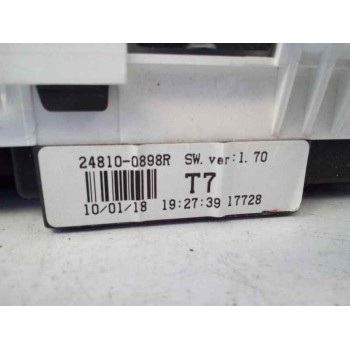 24810-0898R SW. ver:1.70
T7
10/01/18 19:27:39 17728